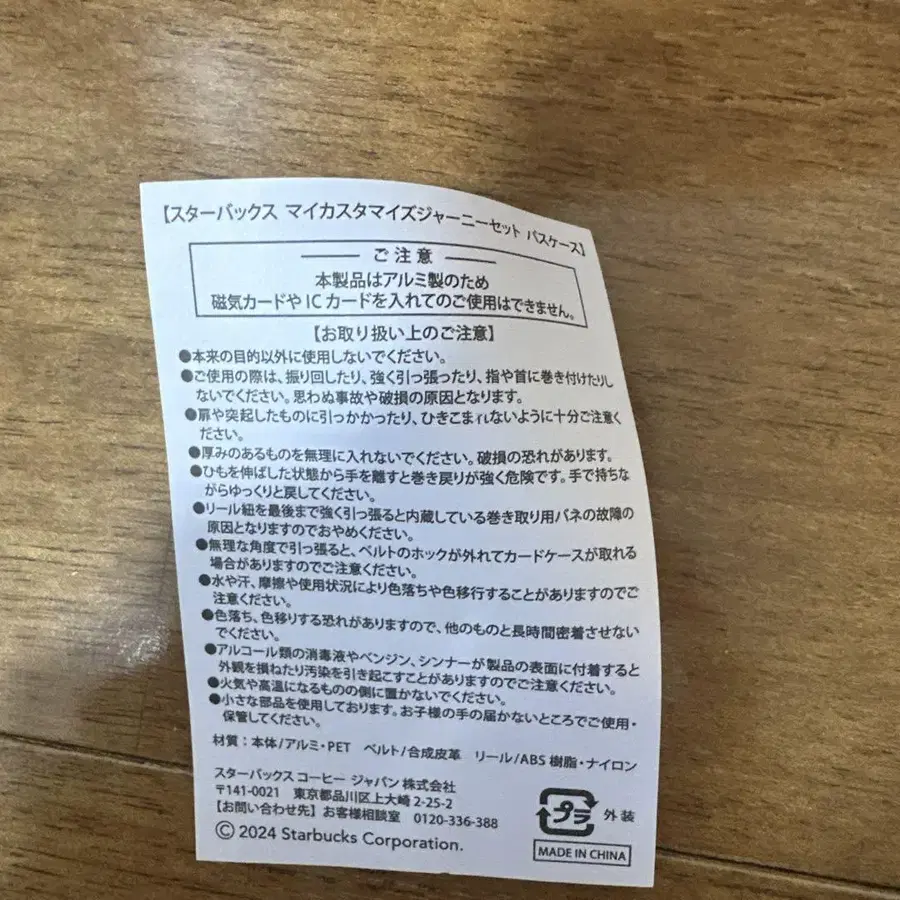 【スターバックス マイカスタマイズジャーニーセット パスケース】
ご注意
本製品はアルミ製のため
磁気カードやICカードを入れてのご使用はできません。
【お取り扱い上のご注意】
●本来の目的以外に使用しないでください。
●ご使用の際は、振り回したり、強く引っ張ったり、指や首に巻き付けたりし
ないでください。思わぬ事故や破損の原因となります。
●扉や突起したものに引っかかったり、ひきこまれないように十分ご注意く
ださい。
●厚みのあるものを無理に入れないでください。破損の恐れがあります。
●ひもを伸ばした状態から手を離すと巻き戻りが強く危険です。手で持ちな
がらゆっくりと戻してください。
●リール紐を最後まで強く引っ張ると内蔵している巻き取り用バネの故障の
原因となりますのでおやめください。
●無理な角度で引っ張ると、ベルトのホックが外れてカードケースが取れる
場合がありますのでご注意ください。
●水や汗、摩擦や使用状況により色落ちや色移行することがありますのでご
注意ください。
●色落ち、色移りする恐れがありますので、他のものと長時間密着させない
でください。
●アルコール類の消毒液やベンジン、シンナーが製品の表面に付着すると
外観を損ねたり汚染を引き起こすことがありますのでご注意ください。
●火気や高温になるものの側に置かないでください。
●小さな部品を使用しております。お子様の手の届かないところでご使用・
保管してください。
材質：本体/アルミ・PET ベルト/合成皮革 リール/ABS樹脂・ナイロン
スターバックス コーヒー ジャパン 株式会社
〒141-0021 東京都品川区上大崎 2-25-2
【お問い合わせ先】お客様相談室 0120-336-388
© 2024 Starbucks Corporation.
プラ 外装
MADE IN CHINA